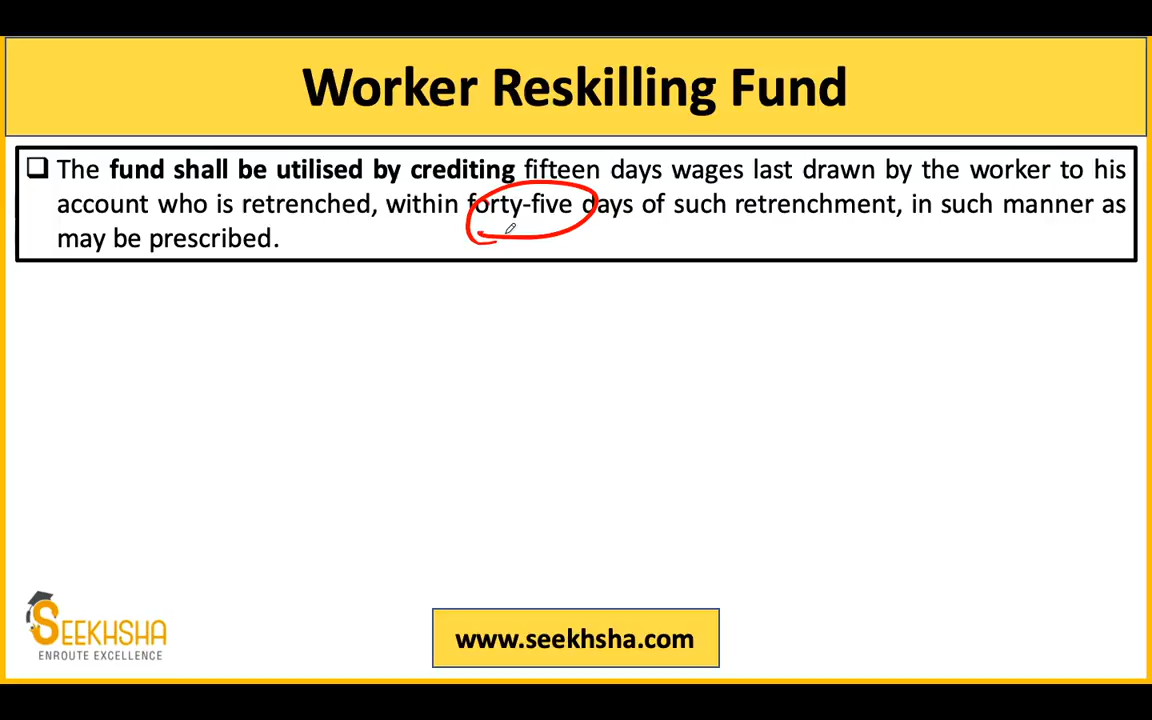 Worker Reskilling Fund
❑ The fund shall be utilised by crediting fifteen days wages last drawn by the worker to his
account who is retrenched, within forty-five days of such retrenchment, in such manner as
may be prescribed.
SEEKHSHA
ENROUTE EXCELLENCE
www.seekhsha.com